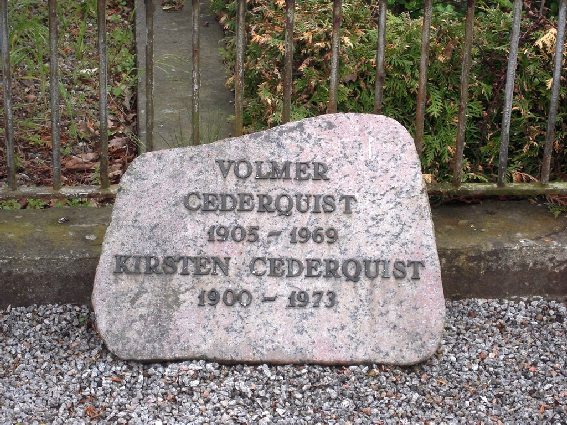 VOLMER
CEDERQUIST
1905 - 1969
KIRSTEN CEDERQUIST
1900 - 1973